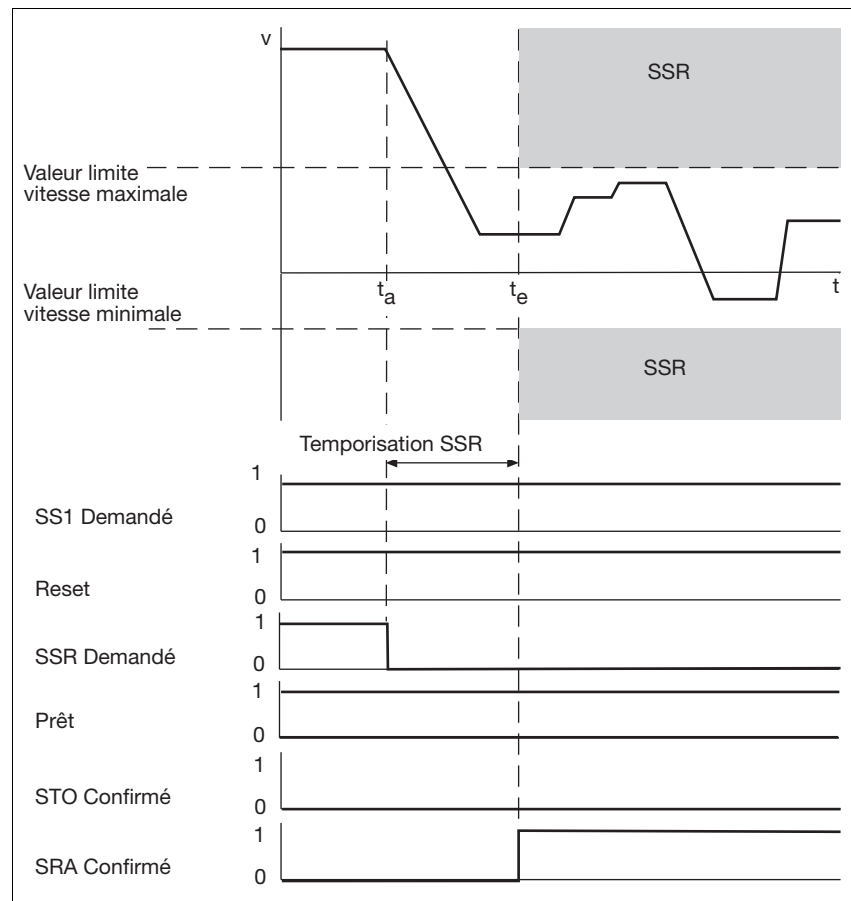 v
SSR
Valeur limite
vitesse maximale
Valeur limite
vitesse minimale
ta
te
t
SSR
Temporisation SSR
1
SS1 Demandé
0
1
Reset
0
1
SSR Demandé
0
1
Prêt
0
1
STO Confirmé
0
1
SRA Confirmé
0